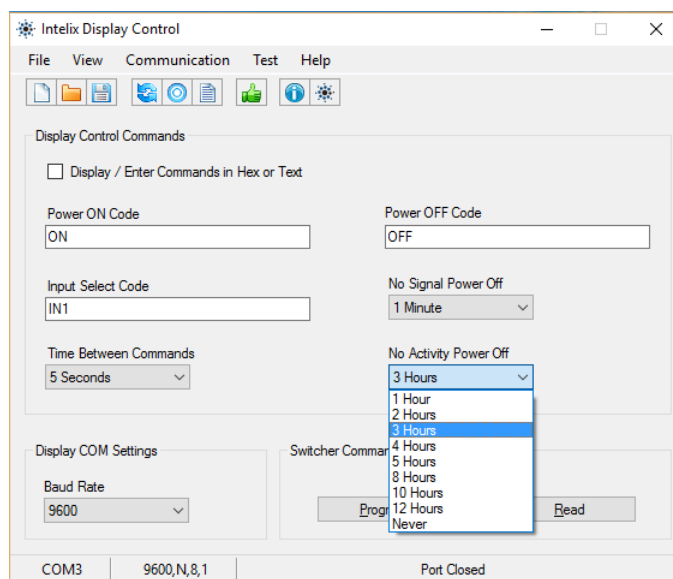 Intelix Display Control
File View Communication Test Help
Display Control Commands
Display / Enter Commands in Hex or Text
Power ON Code
ON
Power OFF Code
OFF
Input Select Code
IN1
No Signal Power Off
1 Minute
Time Between Commands
5 Seconds
No Activity Power Off
3 Hours
1 Hour
2 Hours
3 Hours
4 Hours
5 Hours
8 Hours
10 Hours
12 Hours
Never
Display COM Settings
Baud Rate
9600
Switcher
Read
COM3 9600,N,8,1 Port Closed